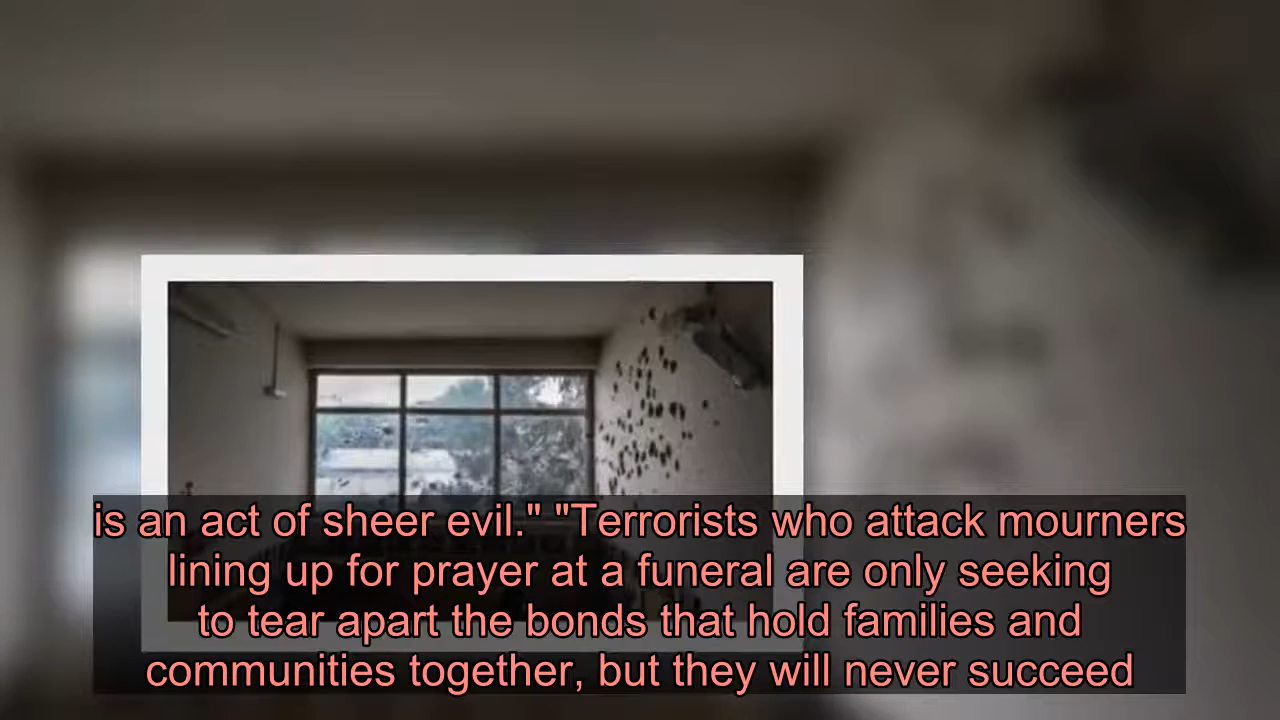 is an act of sheer evil." "Terrorists who attack mourners
lining up for prayer at a funeral are only seeking
to tear apart the bonds that hold families and
communities together, but they will never succeed